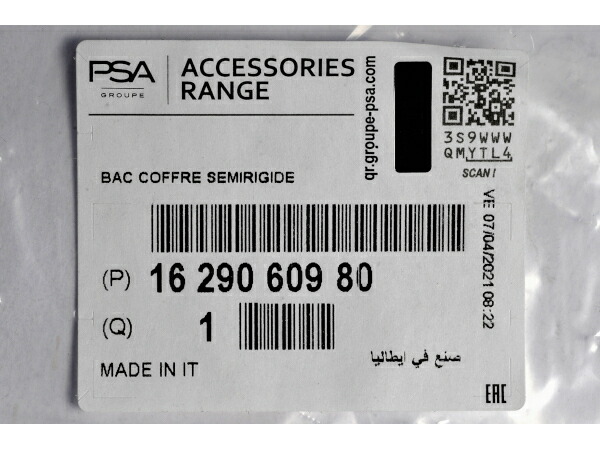 PSA
GROUPE
ACCESSORIES
RANGE
qr.groupe-psa.com
3S9WWW
QMYTL4
SCAN!
BAC COFFRE SEMIRIGIDE
VE 07/04/2021 08:22
(P) 16 290 609 80
(Q) 1
MADE IN IT
صنع في ايطاليا
EAC